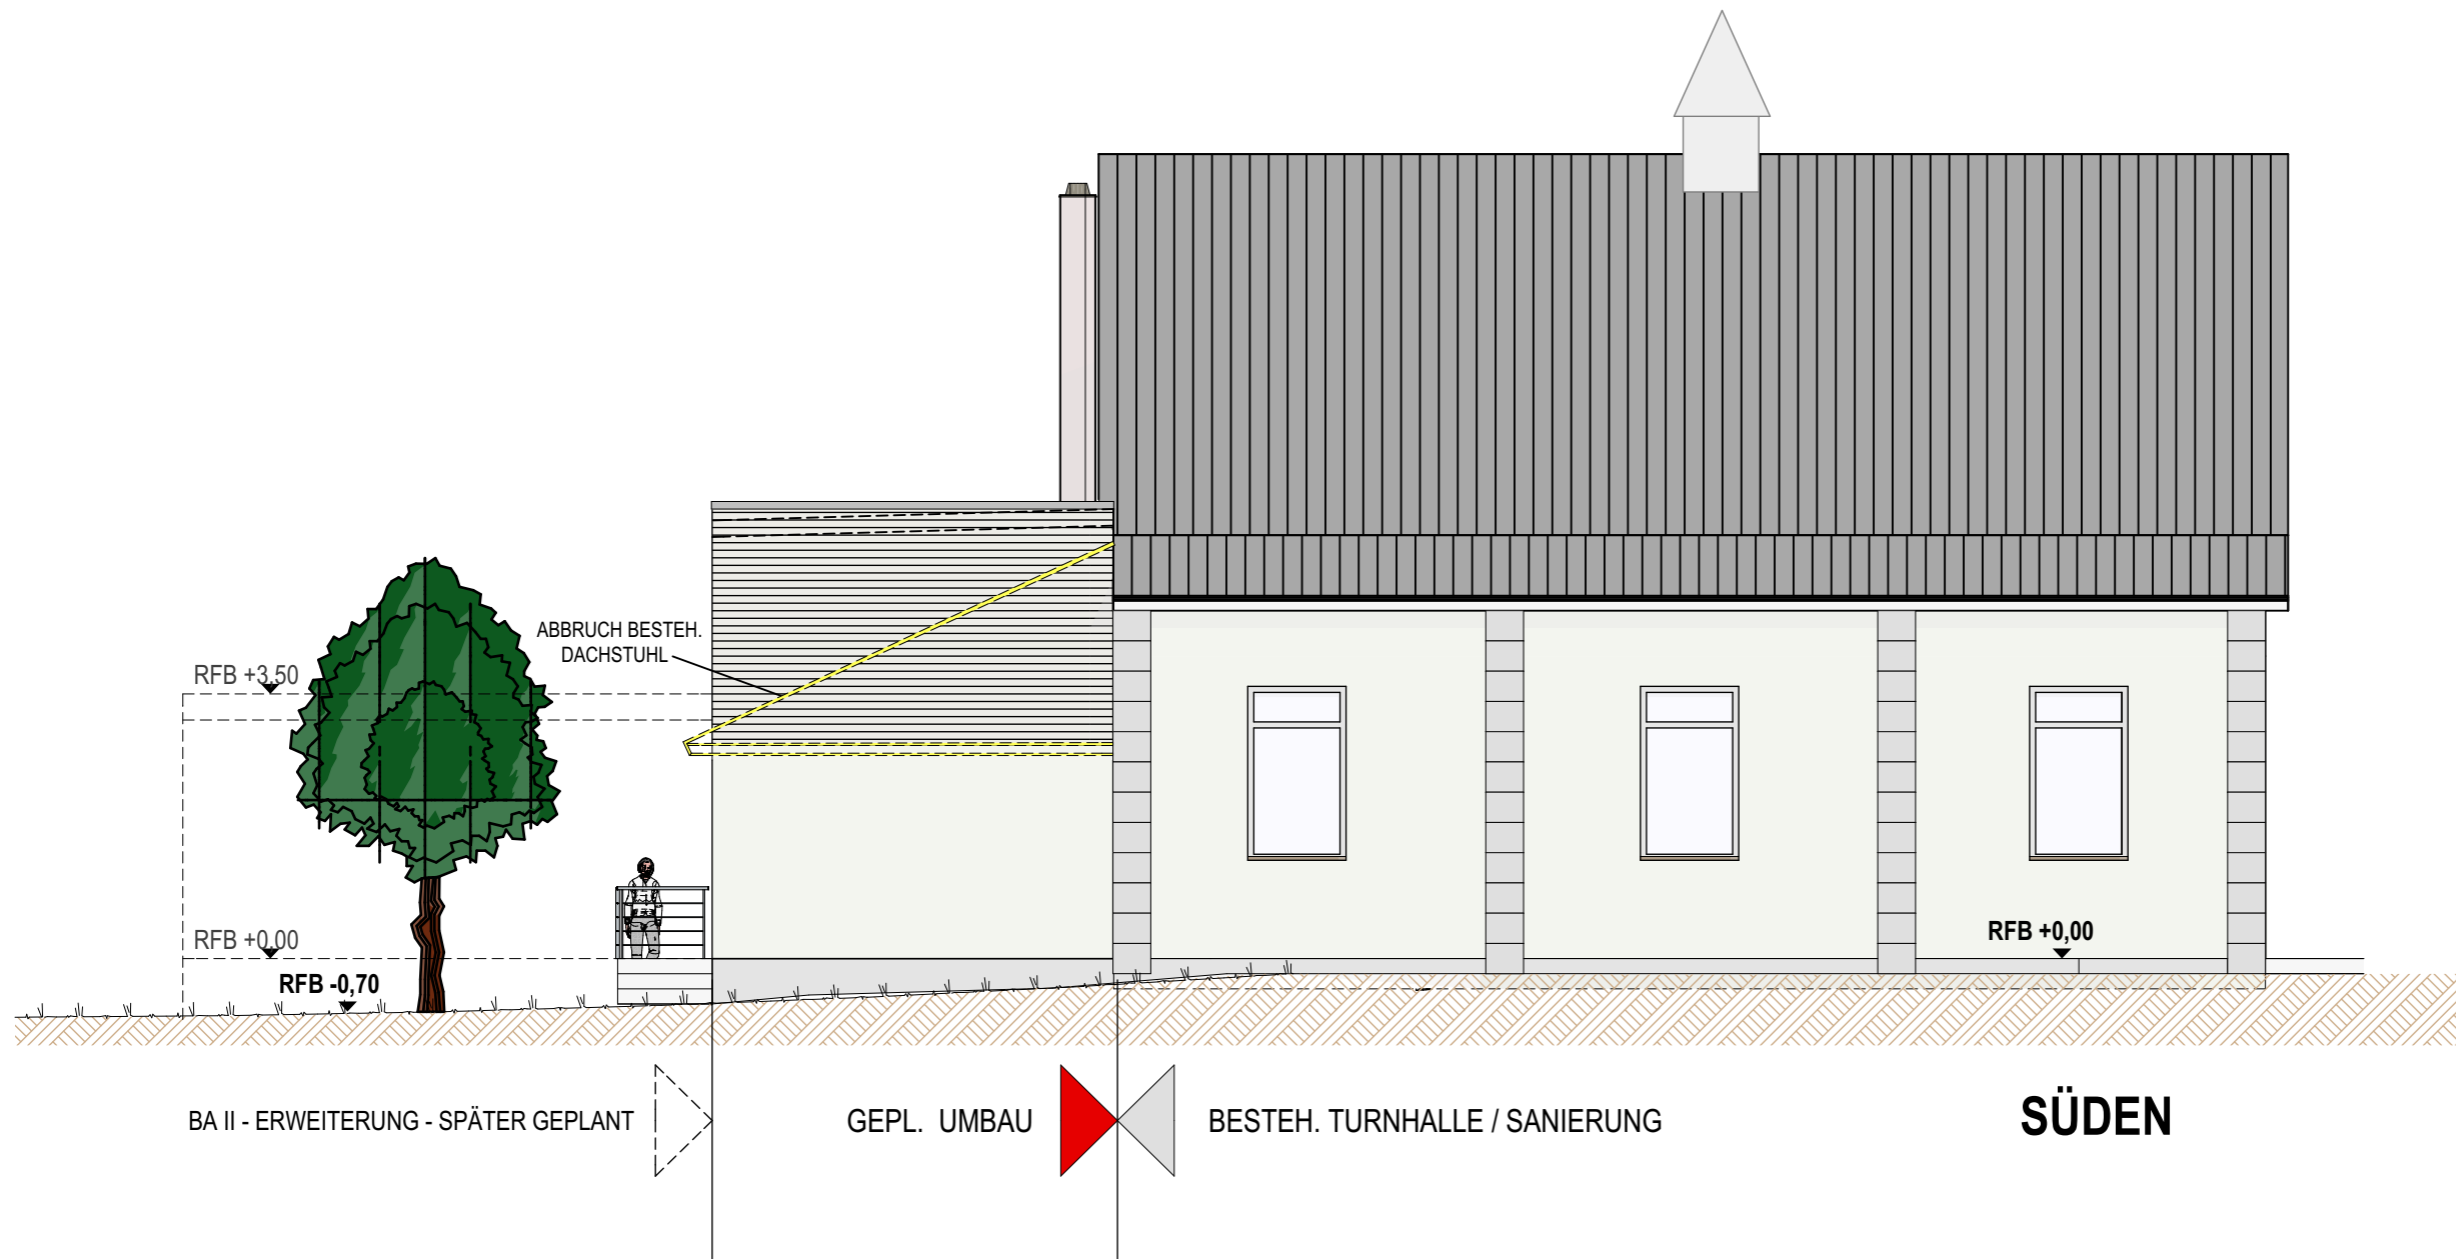 ABBRUCH BESTEH.
DACHSTUHL
RFB +3,50
RFB +0,00
RFB +0,00
RFB -0,70
BA II - ERWEITERUNG - SPÄTER GEPLANT
GEPL. UMBAU
BESTEH. TURNHALLE / SANIERUNG
SÜDEN